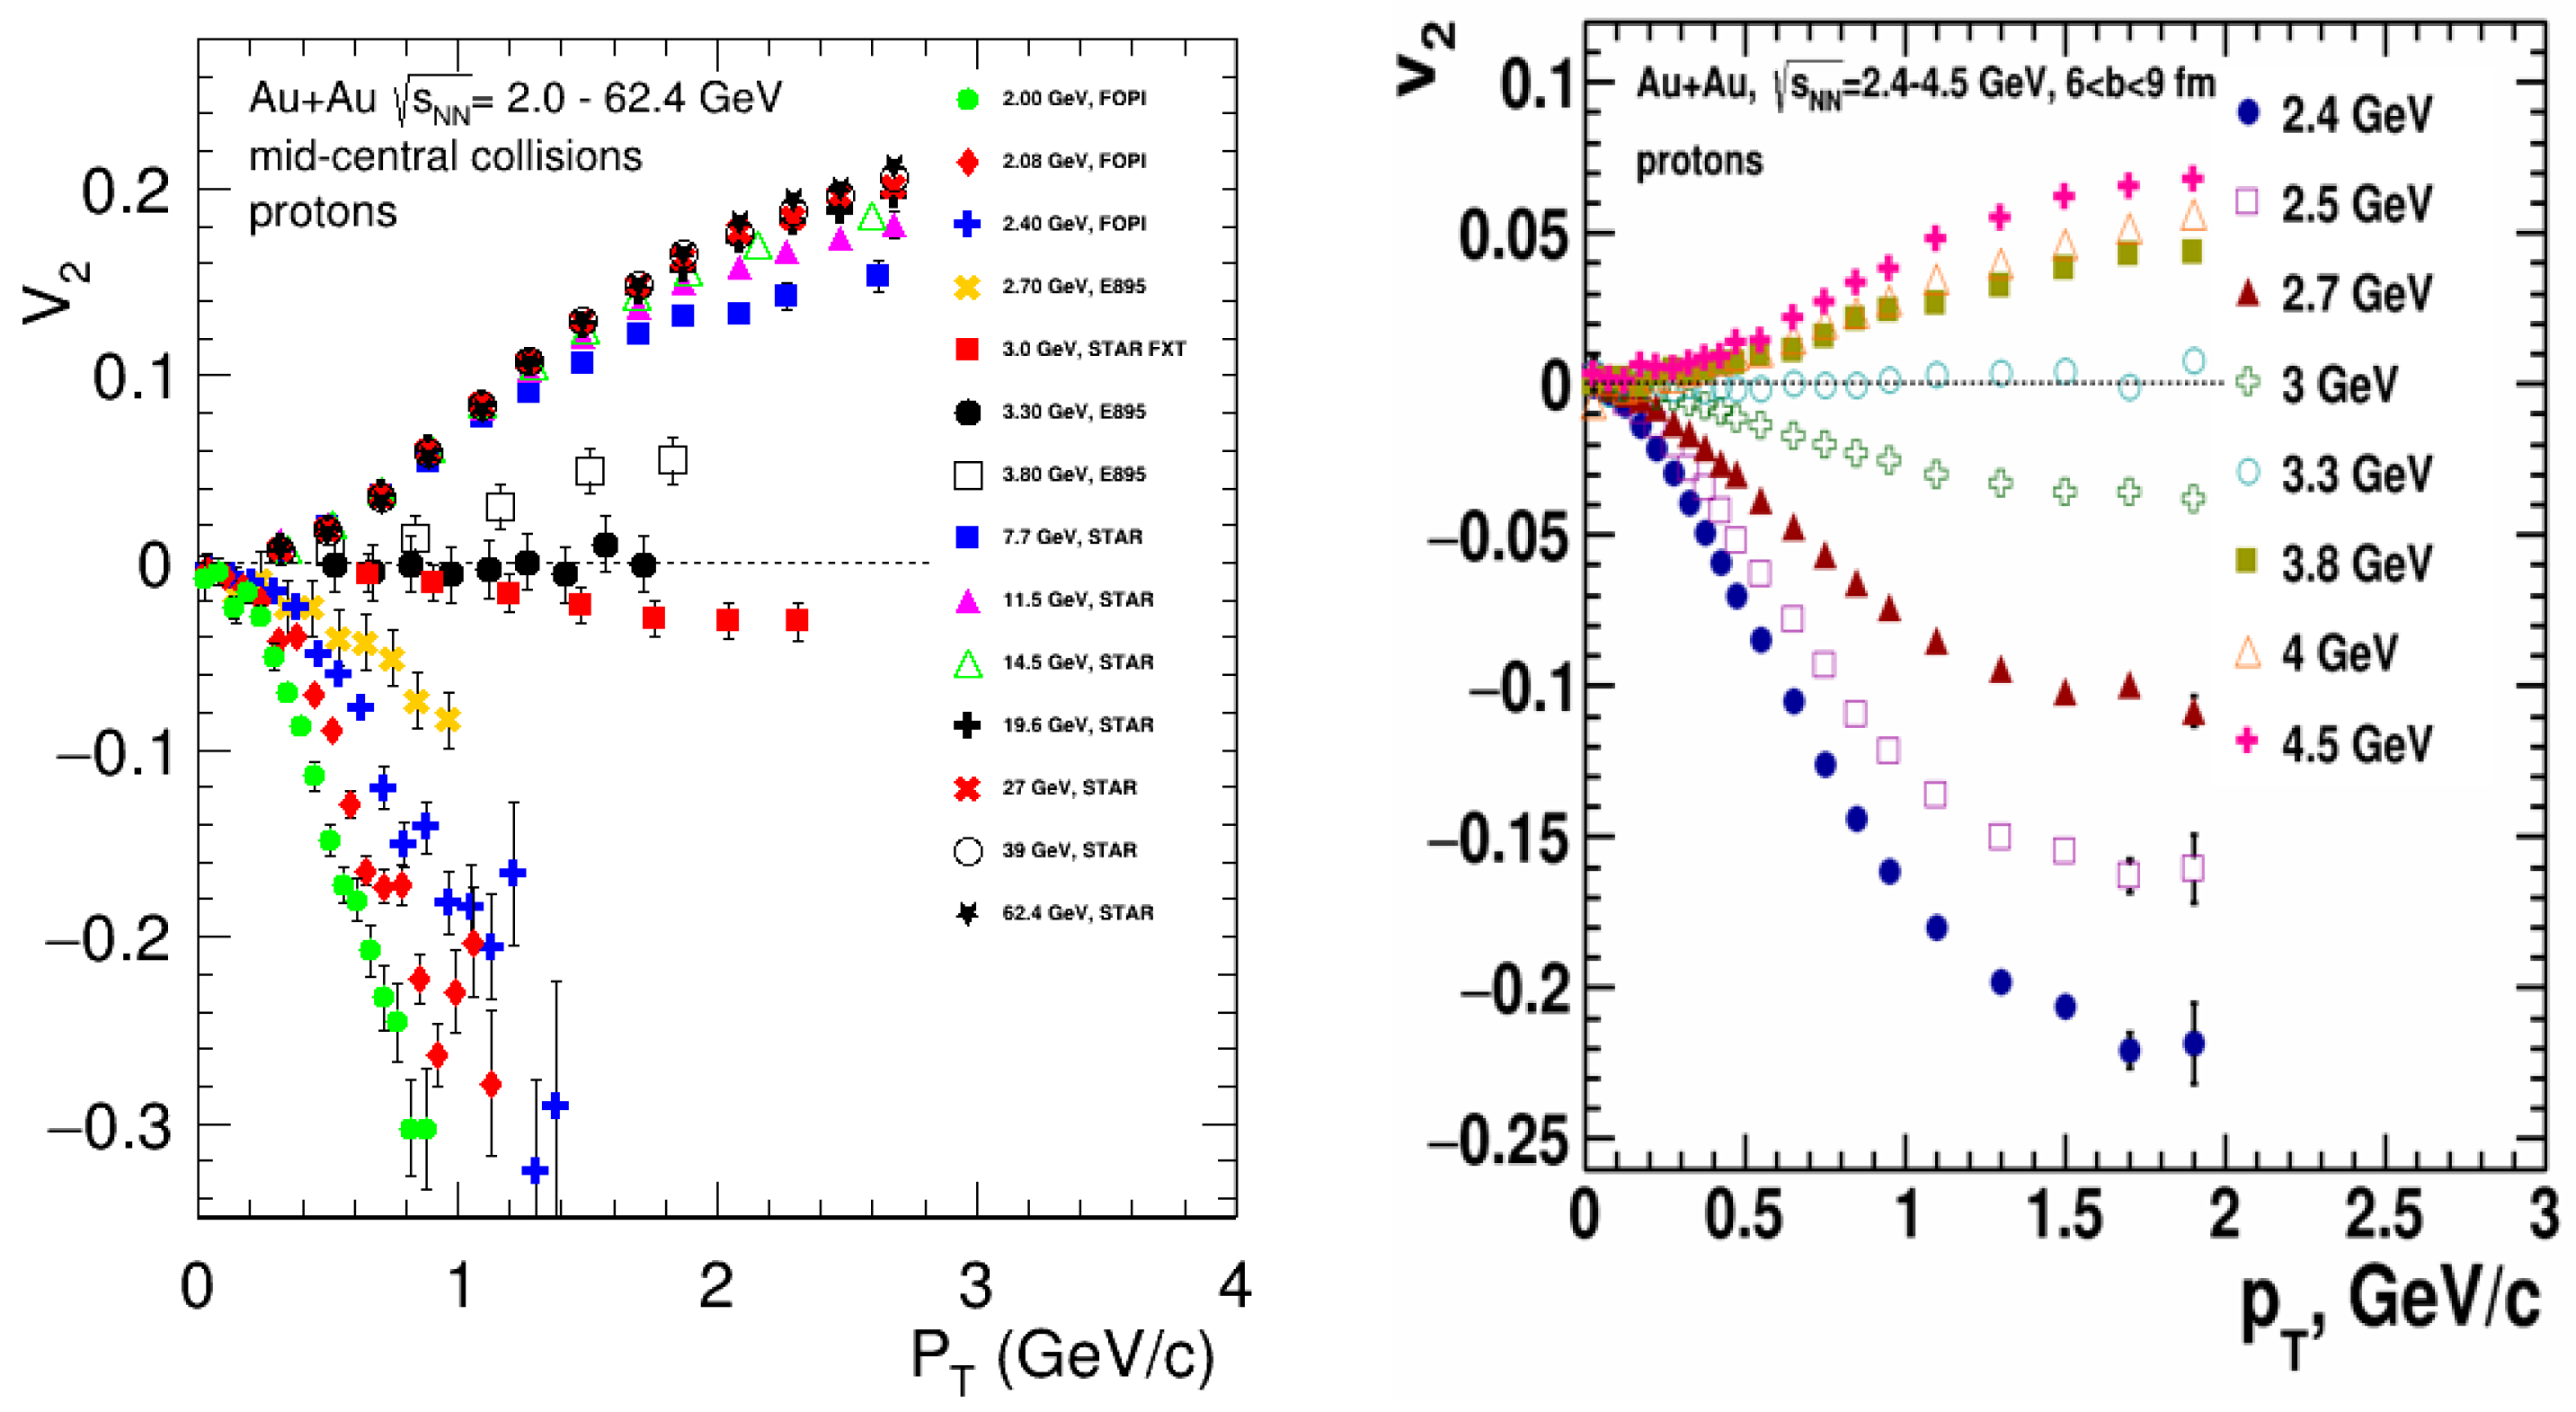 Au+Au √sNN= 2.0 - 62.4 GeV
mid-central collisions
protons
V2
0.2
0.1
0
−0.1
−0.2
−0.3
0 1 2 3 4
PT (GeV/c)
2.00 GeV, FOPI
2.08 GeV, FOPI
2.40 GeV, FOPI
2.70 GeV, E895
3.0 GeV, STAR FXT
3.30 GeV, E895
3.80 GeV, E895
7.7 GeV, STAR
11.5 GeV, STAR
14.5 GeV, STAR
19.6 GeV, STAR
27 GeV, STAR
39 GeV, STAR
62.4 GeV, STAR
v2
Au+Au, √sNN=2.4-4.5 GeV, 6<b<9 fm
protons
0.1
0.05
0
−0.05
−0.1
−0.15
−0.2
−0.25
0 0.5 1 1.5 2 2.5 3
pT, GeV/c
2.4 GeV
2.5 GeV
2.7 GeV
3 GeV
3.3 GeV
3.8 GeV
4 GeV
4.5 GeV